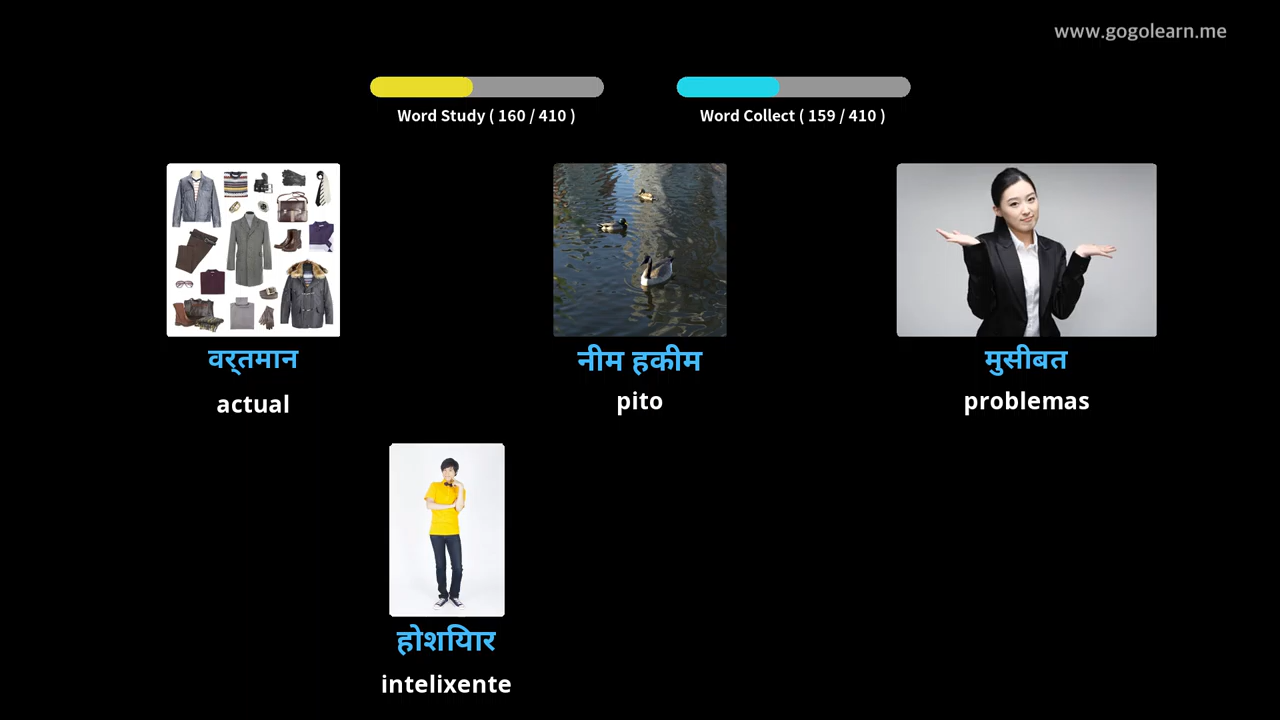 www.gogolearn.me
Word Study ( 160 / 410 )
Word Collect ( 159 / 410 )
वर्तमान
actual
नीम हकीम
pito
मुसीबत
problemas
होशियार
intelixente